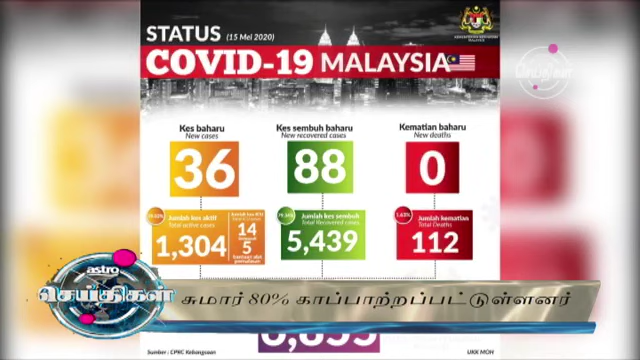 STATUS (15 Mei 2020)
COVID-19 MALAYSIA
செய்திகள்
Kes baharu
New cases
36
Kes sembuh baharu
New recovered cases
88
Kematian baharu
New deaths
0
Jumlah kes aktif
Total active cases
1,304
14
5
Jumlah kes sembuh
Total Recovered cases
5,439
1.63%
Jumlah kematian
Total Deaths
112
astro
செய்திகள்
சுமார் 80% காப்பாற்றப்பட்டுள்ளனர்
Sumber : CPRC Kebangsaan
UKK MOH